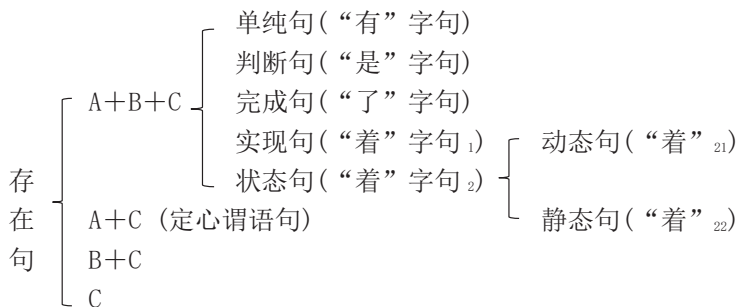 单纯句(“有”字句)
判断句(“是”字句)
A+B+C 完成句(“了”字句)
实现句(“着”字句₁) 动态句(“着”₂₁)
存 状态句(“着”字句₂)
在 A+C (定心谓语句) 静态句(“着”₂₂)
句 B+C
C